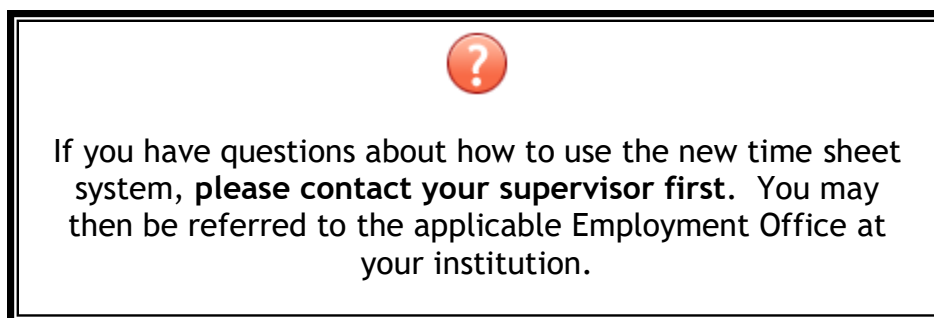 ?
If you have questions about how to use the new time sheet
system, please contact your supervisor first.  You may
then be referred to the applicable Employment Office at
your institution.